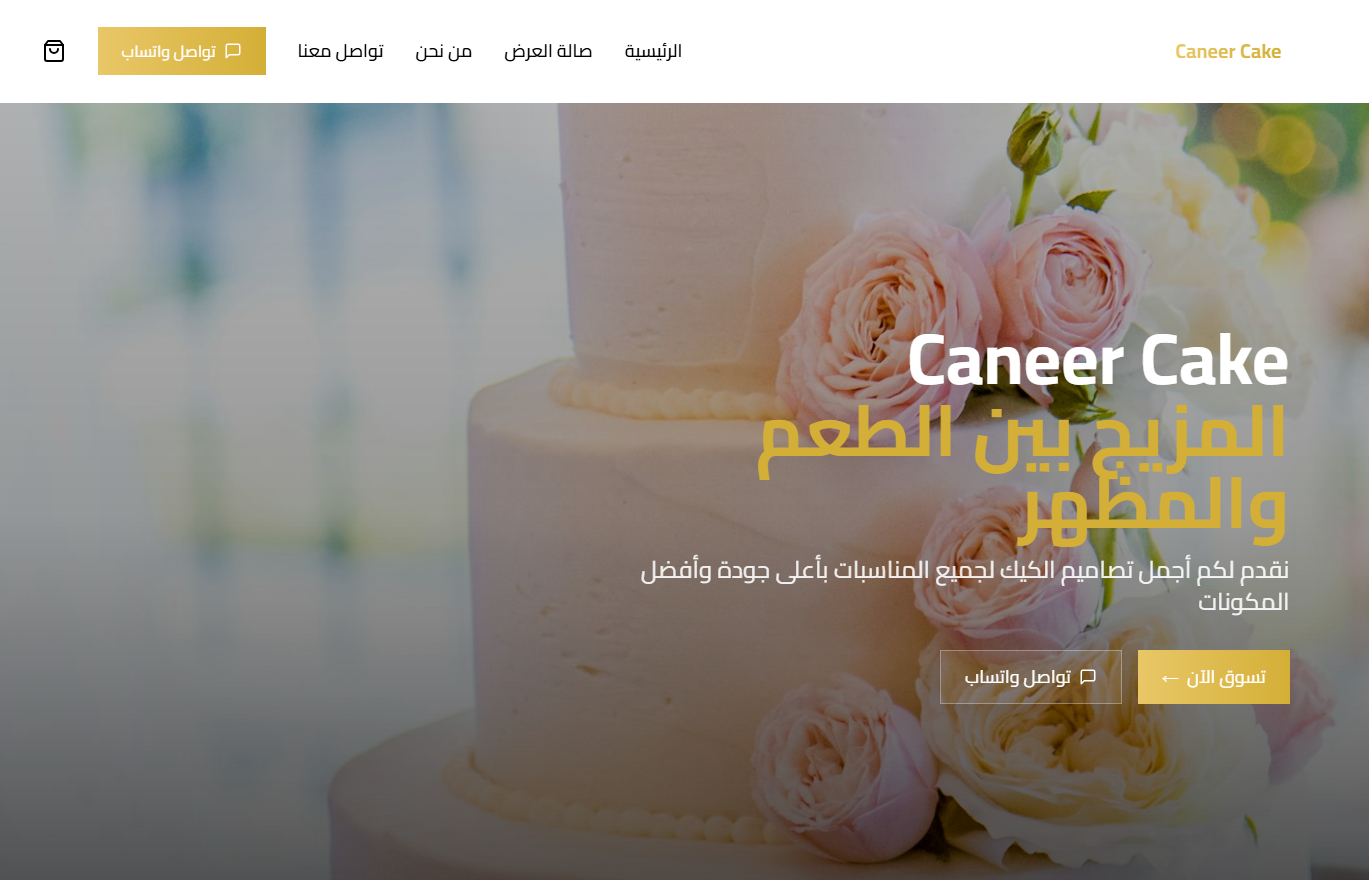 Caneer Cake
الرئيسية
صالة العرض
من نحن
تواصل معنا
تواصل واتساب
Caneer Cake
المزيج بين الطعم
والمظهر
نقدم لكم أجمل تصاميم الكيك لجميع المناسبات بأعلى جودة وأفضل
المكونات
تسوق الآن ←
تواصل واتساب